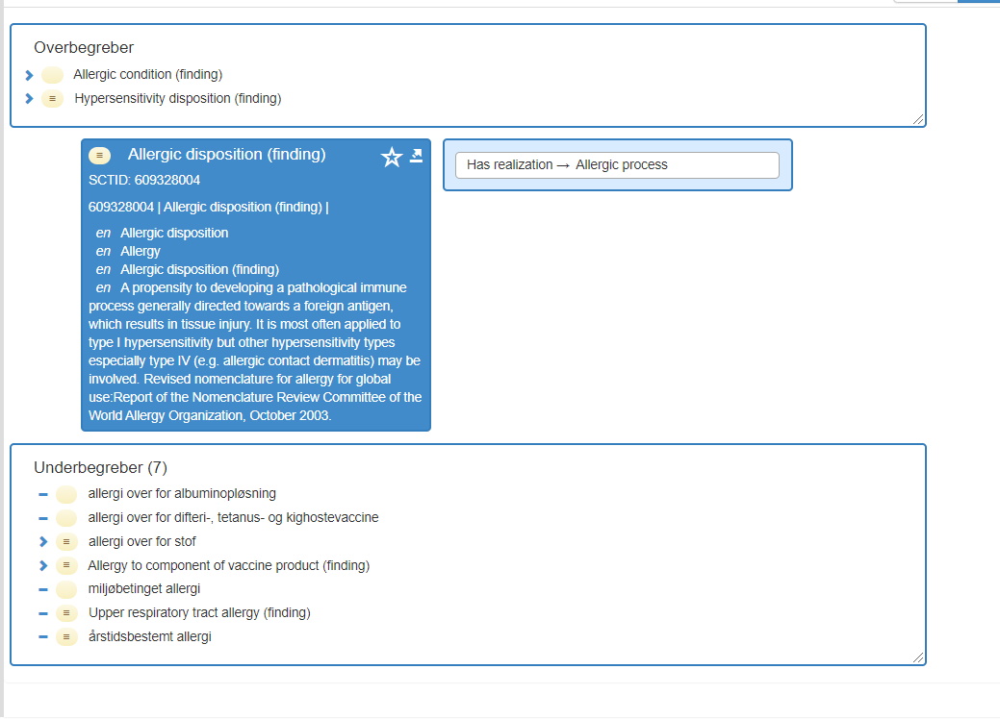 Overbegreber
Allergic condition (finding)
Hypersensitivity disposition (finding)
Allergic disposition (finding)
SCTID: 609328004
609328004 | Allergic disposition (finding) |
en Allergic disposition
en Allergy
en Allergic disposition (finding)
en A propensity to developing a pathological immune
process generally directed towards a foreign antigen,
which results in tissue injury. It is most often applied to
type I hypersensitivity but other hypersensitivity types
especially type IV (e.g. allergic contact dermatitis) may be
involved. Revised nomenclature for allergy for global
use:Report of the Nomenclature Review Committee of the
World Allergy Organization, October 2003.
Has realization → Allergic process
Underbegreber (7)
allergi over for albuminopløsning
allergi over for difteri-, tetanus- og kighostevaccine
allergi over for stof
Allergy to component of vaccine product (finding)
miljøbetinget allergi
Upper respiratory tract allergy (finding)
årstidsbestemt allergi